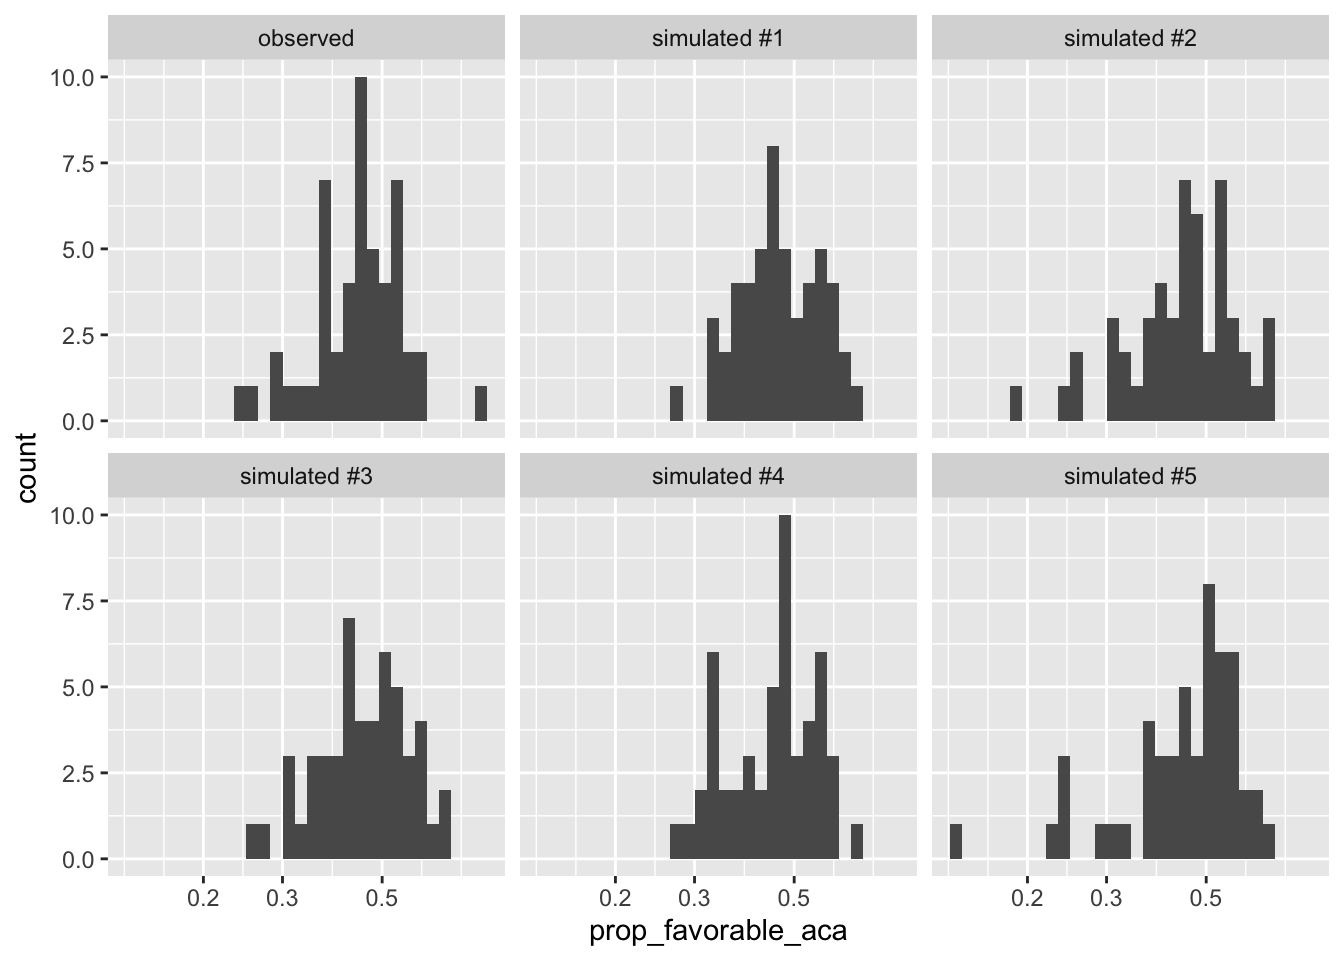 observed
simulated #1
simulated #2
10.0
7.5
5.0
2.5
0.0
count
simulated #3
simulated #4
simulated #5
10.0
7.5
5.0
2.5
0.0
0.2 0.3 0.5
0.2 0.3 0.5
0.2 0.3 0.5
prop_favorable_aca